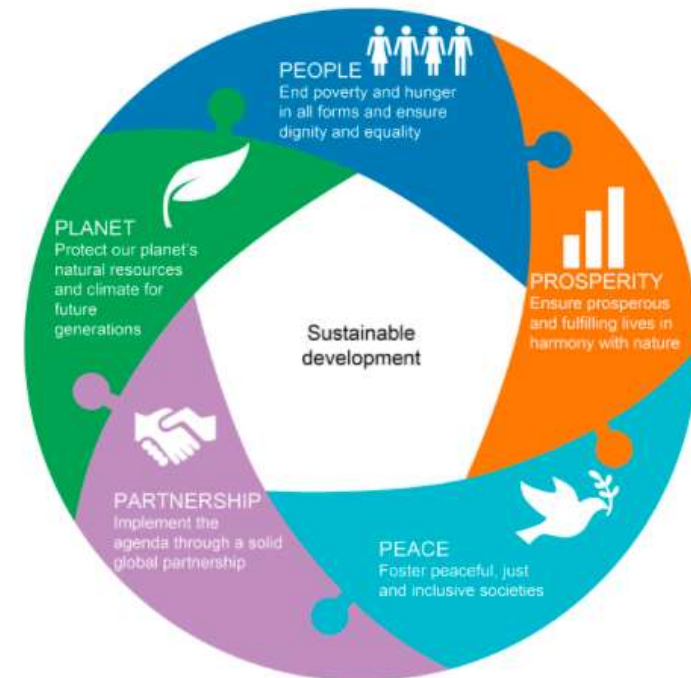 PEOPLE
End poverty and hunger
in all forms and ensure
dignity and equality
PLANET
Protect our planet's
natural resources
and climate for
future
generations
PROSPERITY
Ensure prosperous
and fulfilling lives in
harmony with nature
Sustainable
development
PARTNERSHIP
Implement the
agenda through a solid
global partnership
PEACE
Foster peaceful, just
and inclusive societies